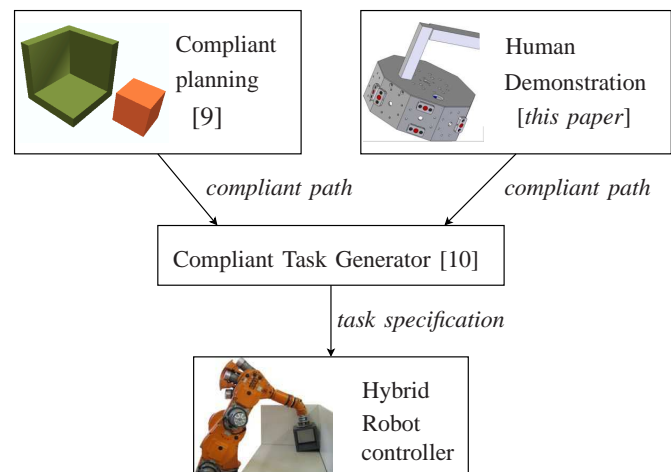 Compliant
planning
[9]
Human
Demonstration
[this paper]
compliant path
compliant path
Compliant Task Generator [10]
task specification
Hybrid
Robot
controller